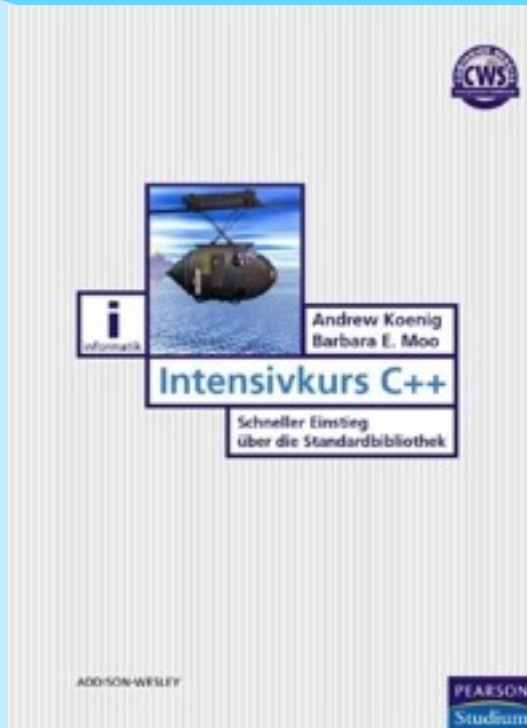 CWS
i
informatik
Andrew Koenig
Barbara E. Moo
Intensivkurs C++
Schneller Einstieg
über die Standardbibliothek
ADDISON-WESLEY
PEARSON
Studium